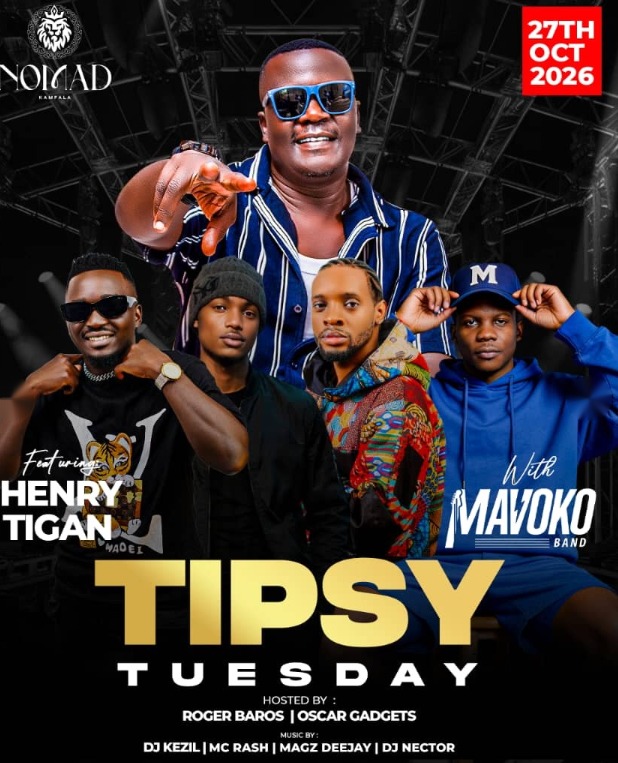 NOMAD
KAMPALA
27TH
OCT
2026
M
Featuring:
HENRY
TIGAN
With
MAVOKO
BAND
TIPSY
TUESDAY
HOSTED BY :
ROGER BAROS | OSCAR GADGETS
MUSIC BY :
DJ KEZIL | MC RASH | MAGZ DEEJAY | DJ NECTOR